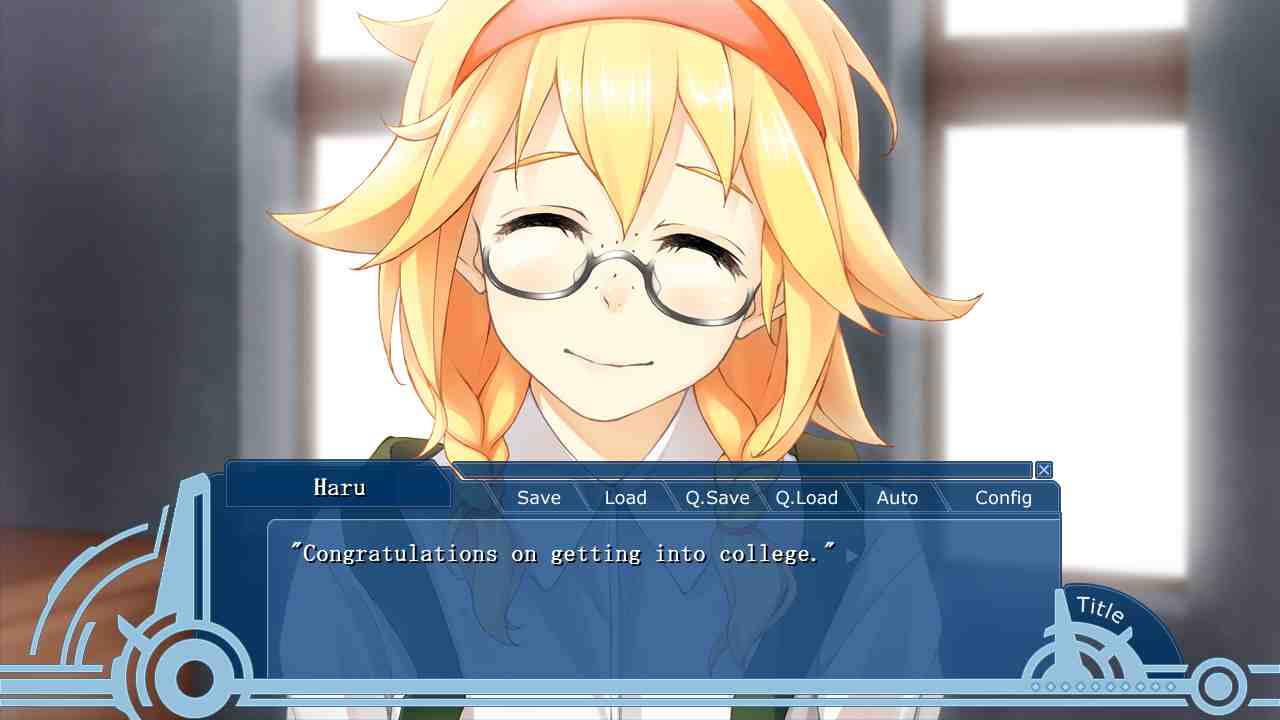 Haru
Save Load Q.Save Q.Load Auto Config
"Congratulations on getting into college."
Title